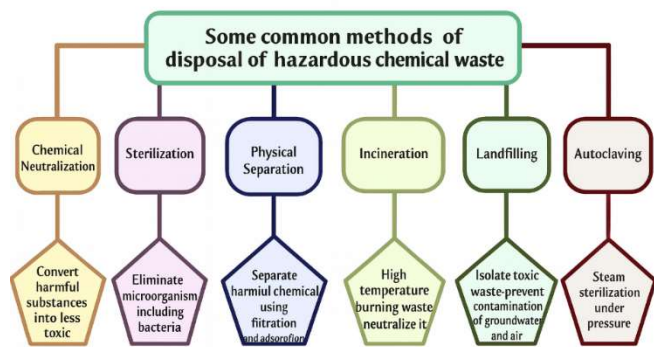 Some common methods of
disposal of hazardous chemical waste
Chemical
Neutralization
Sterilization
Physical
Separation
Incineration
Landfilling
Autoclaving
Convert
harmful
substances
into less
toxic
Eliminate
microorganism
including
bacteria
Separate
harmiul chemical
using
fiitration
and adsorofion
High
temperature
burning waste
neutralize it
Isolate toxic
waste-prevent
contamination
of groundwater
and air
Steam
sterilization
under
pressure